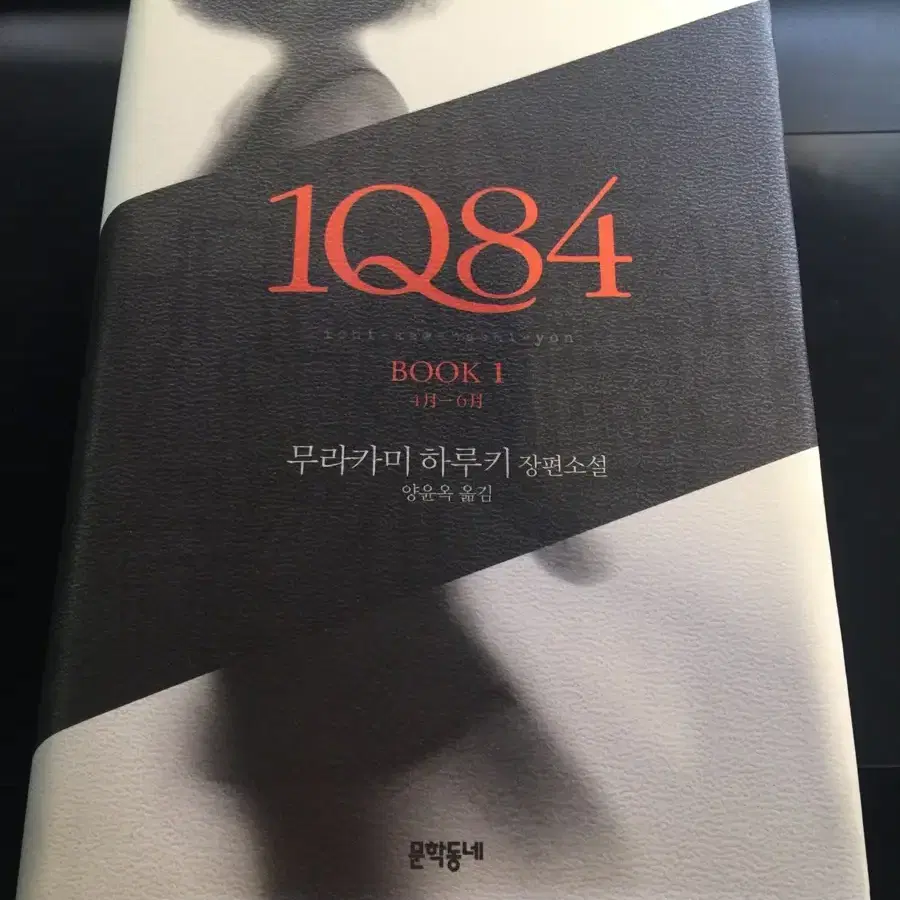 1Q84
BOOK 1
4月－6月
무라카미 하루키 장편소설
양윤옥 옮김
문학동네